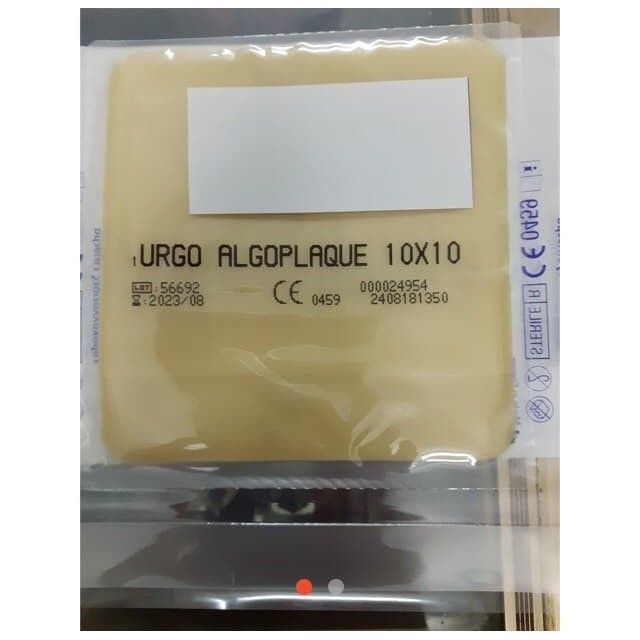 URGO ALGOPLAQUE 10X10
LOT :56692 000024954
:2023/08 CE 0459 2408181350
STERILE R CE 0459 i